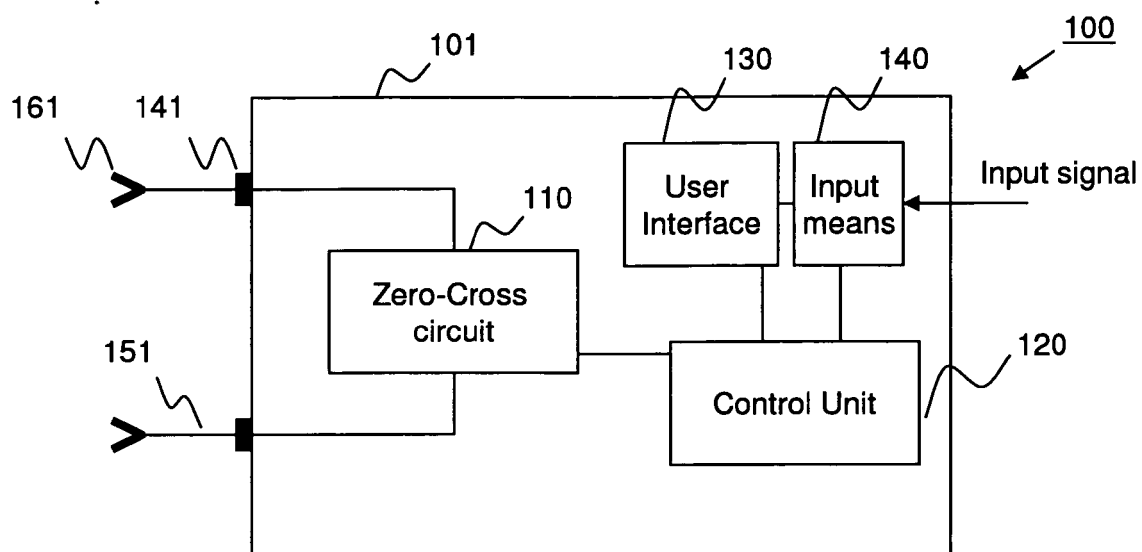 100
101
130
140
161
141
110
User
Interface
Input
means
Input signal
Zero-Cross
circuit
151
120
Control Unit